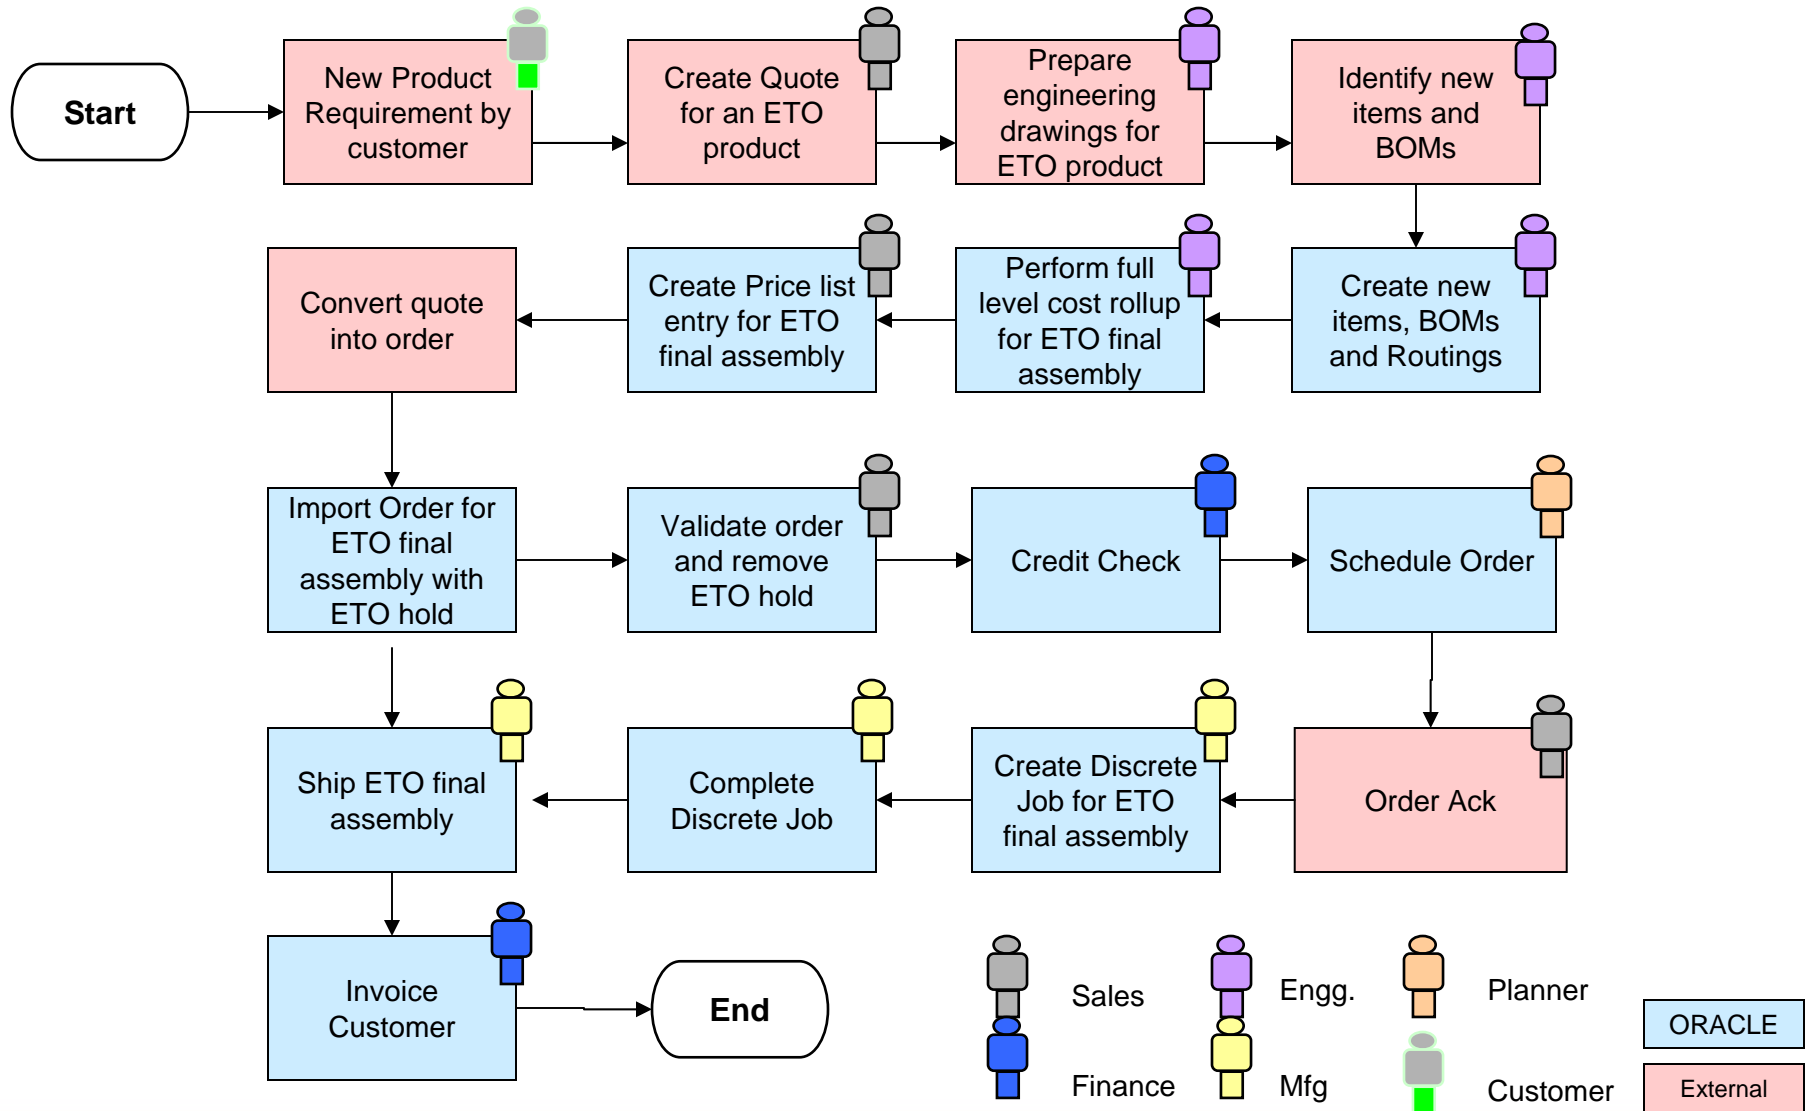 Start
New Product
Requirement by
customer
Create Quote
for an ETO
product
Prepare
engineering
drawings for
ETO product
Identify new
items and
BOMs
Convert quote
into order
Create Price list
entry for ETO
final assembly
Perform full
level cost rollup
for ETO final
assembly
Create new
items, BOMs
and Routings
Import Order for
ETO final
assembly with
ETO hold
Validate order
and remove
ETO hold
Credit Check
Schedule Order
Ship ETO final
assembly
Complete
Discrete Job
Create Discrete
Job for ETO
final assembly
Order Ack
Invoice
Customer
End
Sales
Engg.
Planner
ORACLE
Finance
Mfg
Customer
External